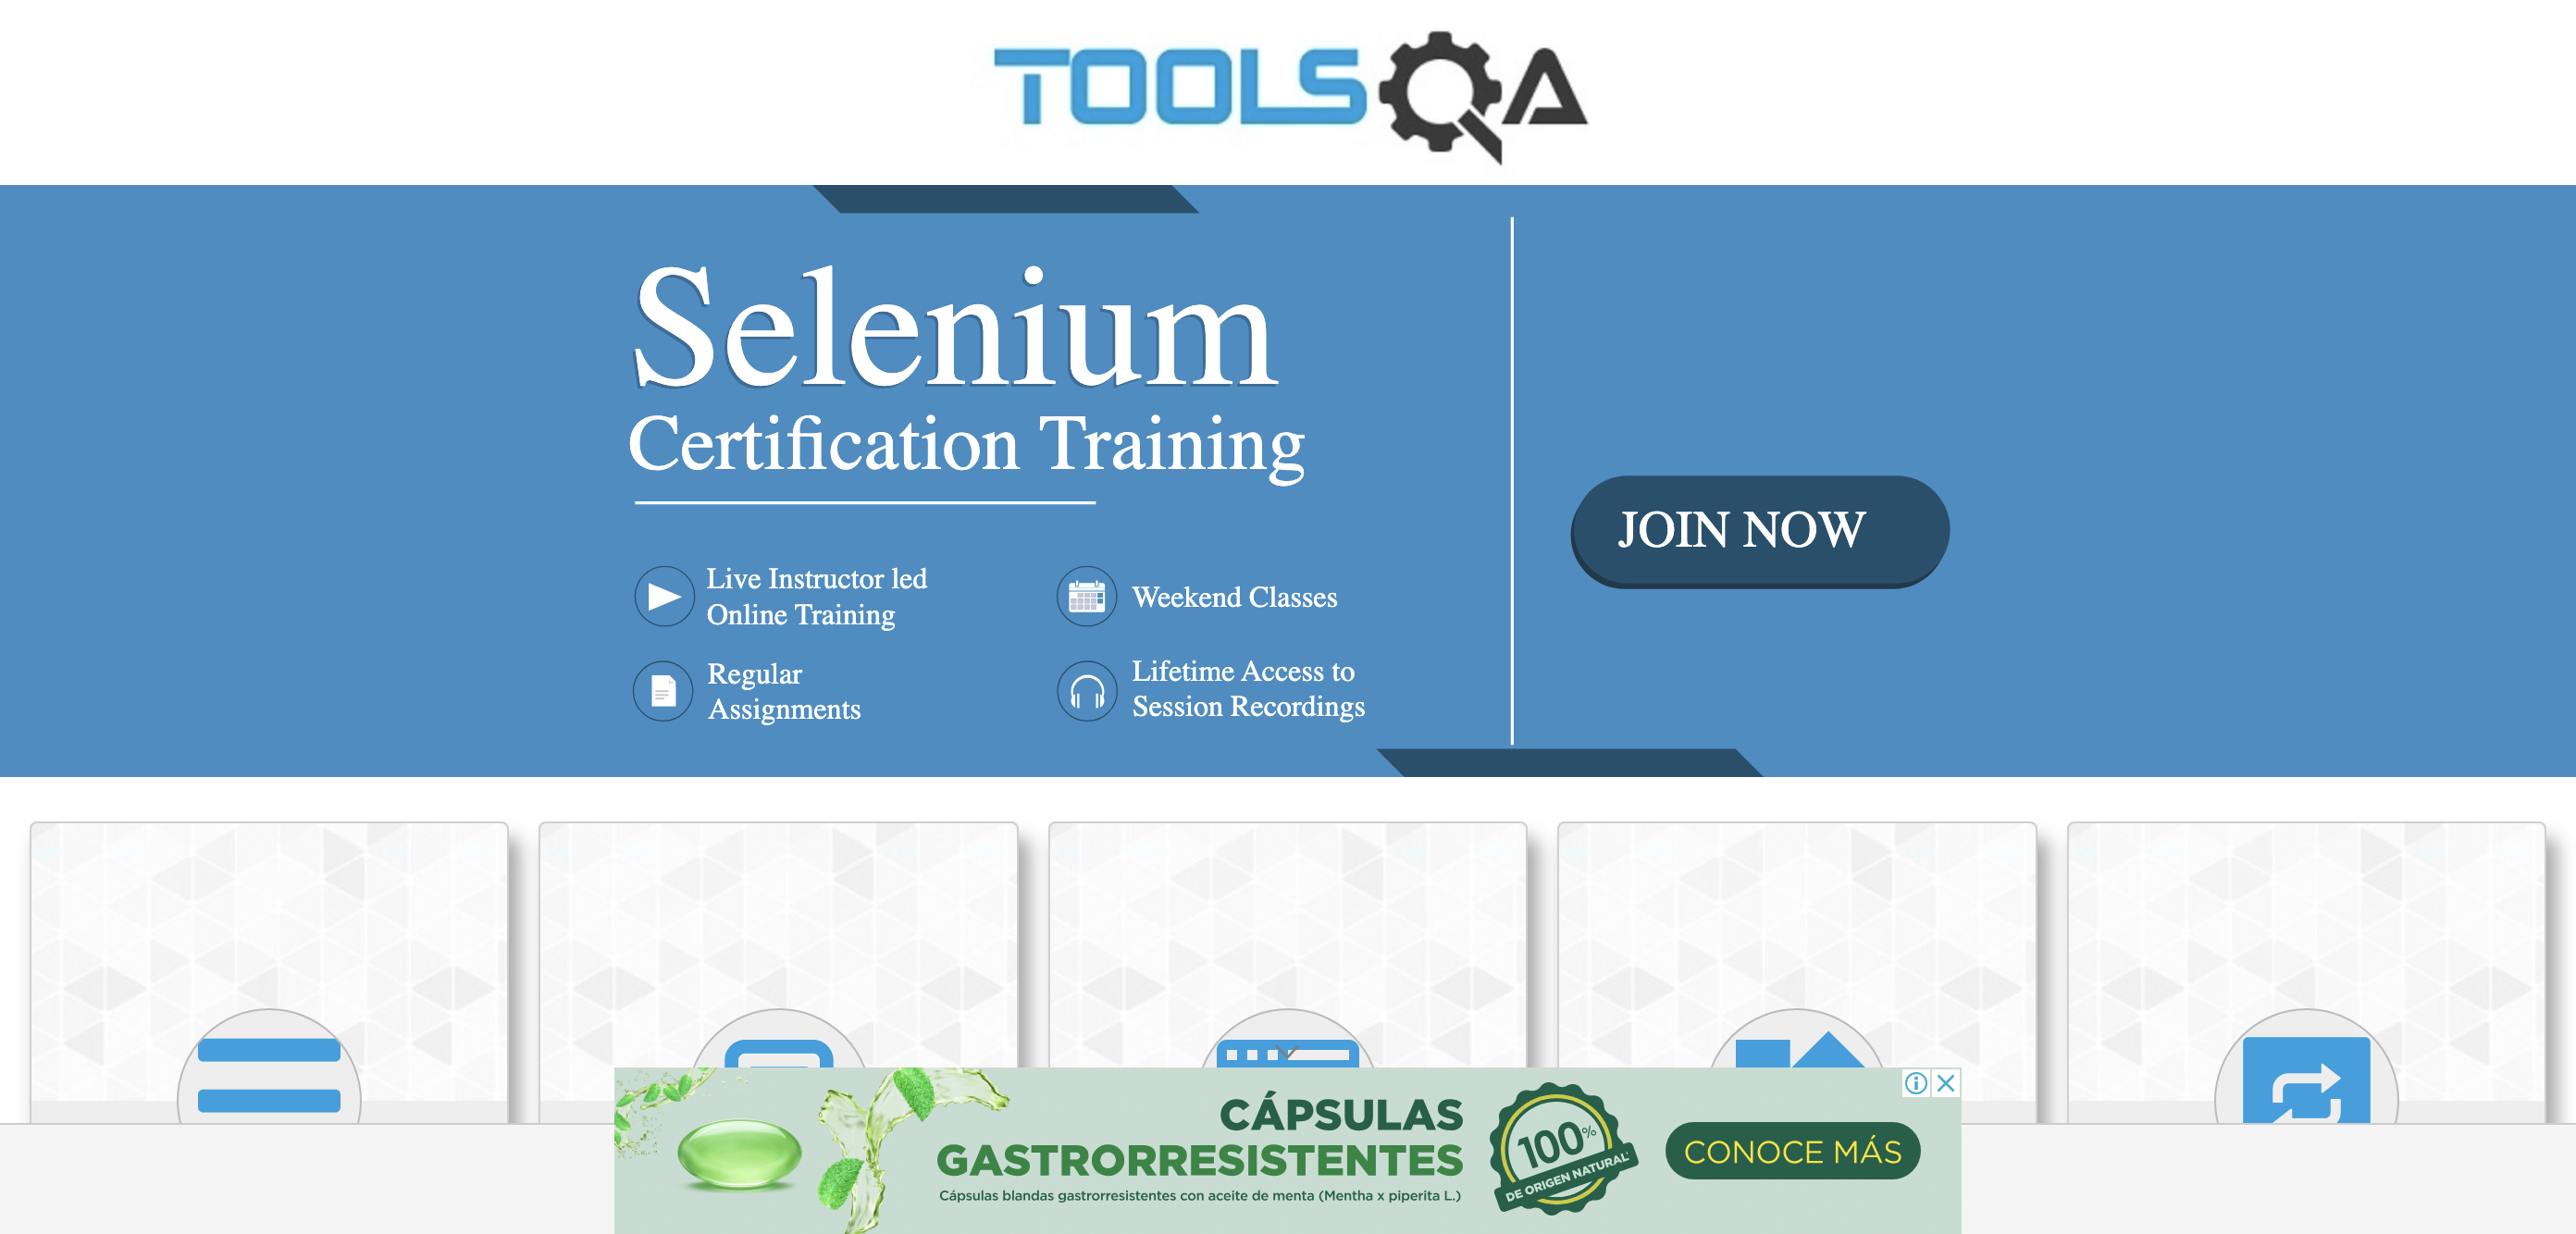 TOOLSQA
Selenium
Certification Training
JOIN NOW
Live Instructor led
Online Training
Weekend Classes
Regular
Assignments
Lifetime Access to
Session Recordings
CÁPSULAS
GASTRORRESISTENTES
Cápsulas blandas gastrorresistentes con aceite de menta (Mentha x piperita L.)
100%
DE ORIGEN NATURAL
CONOCE MÁS